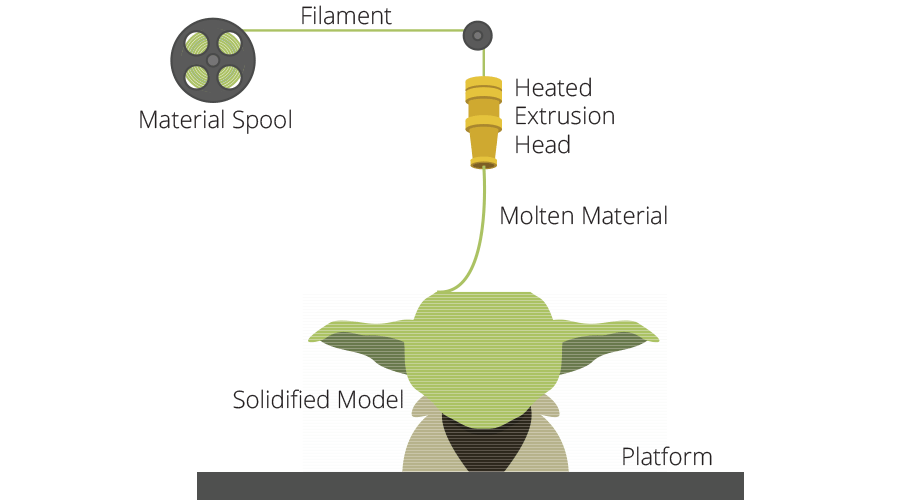 Filament
Material Spool
Heated
Extrusion
Head
Molten Material
Solidified Model
Platform